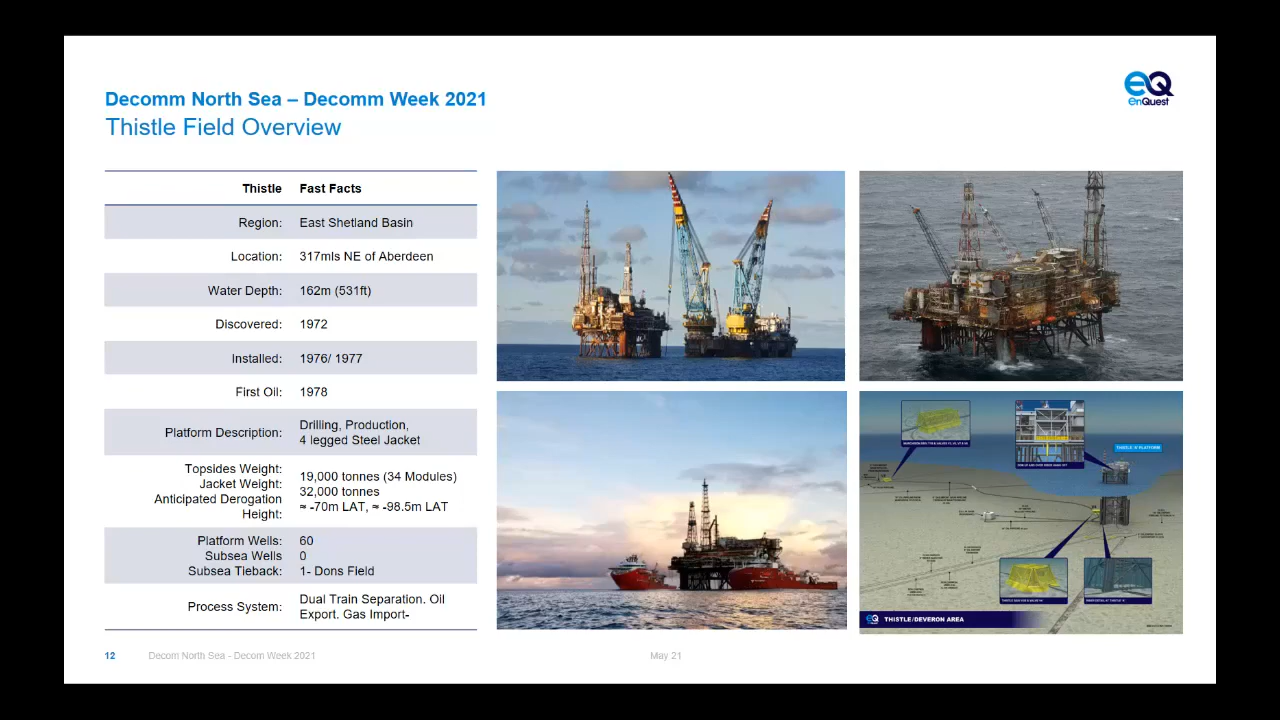 Decomm North Sea – Decomm Week 2021
Thistle Field Overview
eQ
enQuest
Thistle Fast Facts
Region: East Shetland Basin
Location: 317mls NE of Aberdeen
Water Depth: 162m (531ft)
Discovered: 1972
Installed: 1976/ 1977
First Oil: 1978
Platform Description: Drilling, Production,
4 legged Steel Jacket
Topsides Weight: 19,000 tonnes (34 Modules)
Jacket Weight: 32,000 tonnes
Anticipated Derogation Height: ≈ -70m LAT, ≈ -98.5m LAT
Platform Wells: 60
Subsea Wells 0
Subsea Tieback: 1- Dons Field
Process System: Dual Train Separation, Oil
Export. Gas Import-
THISTLE 'A' PLATFORM
THISTLE/DEVERON AREA
12 Decom North Sea - Decom Week 2021 May 21